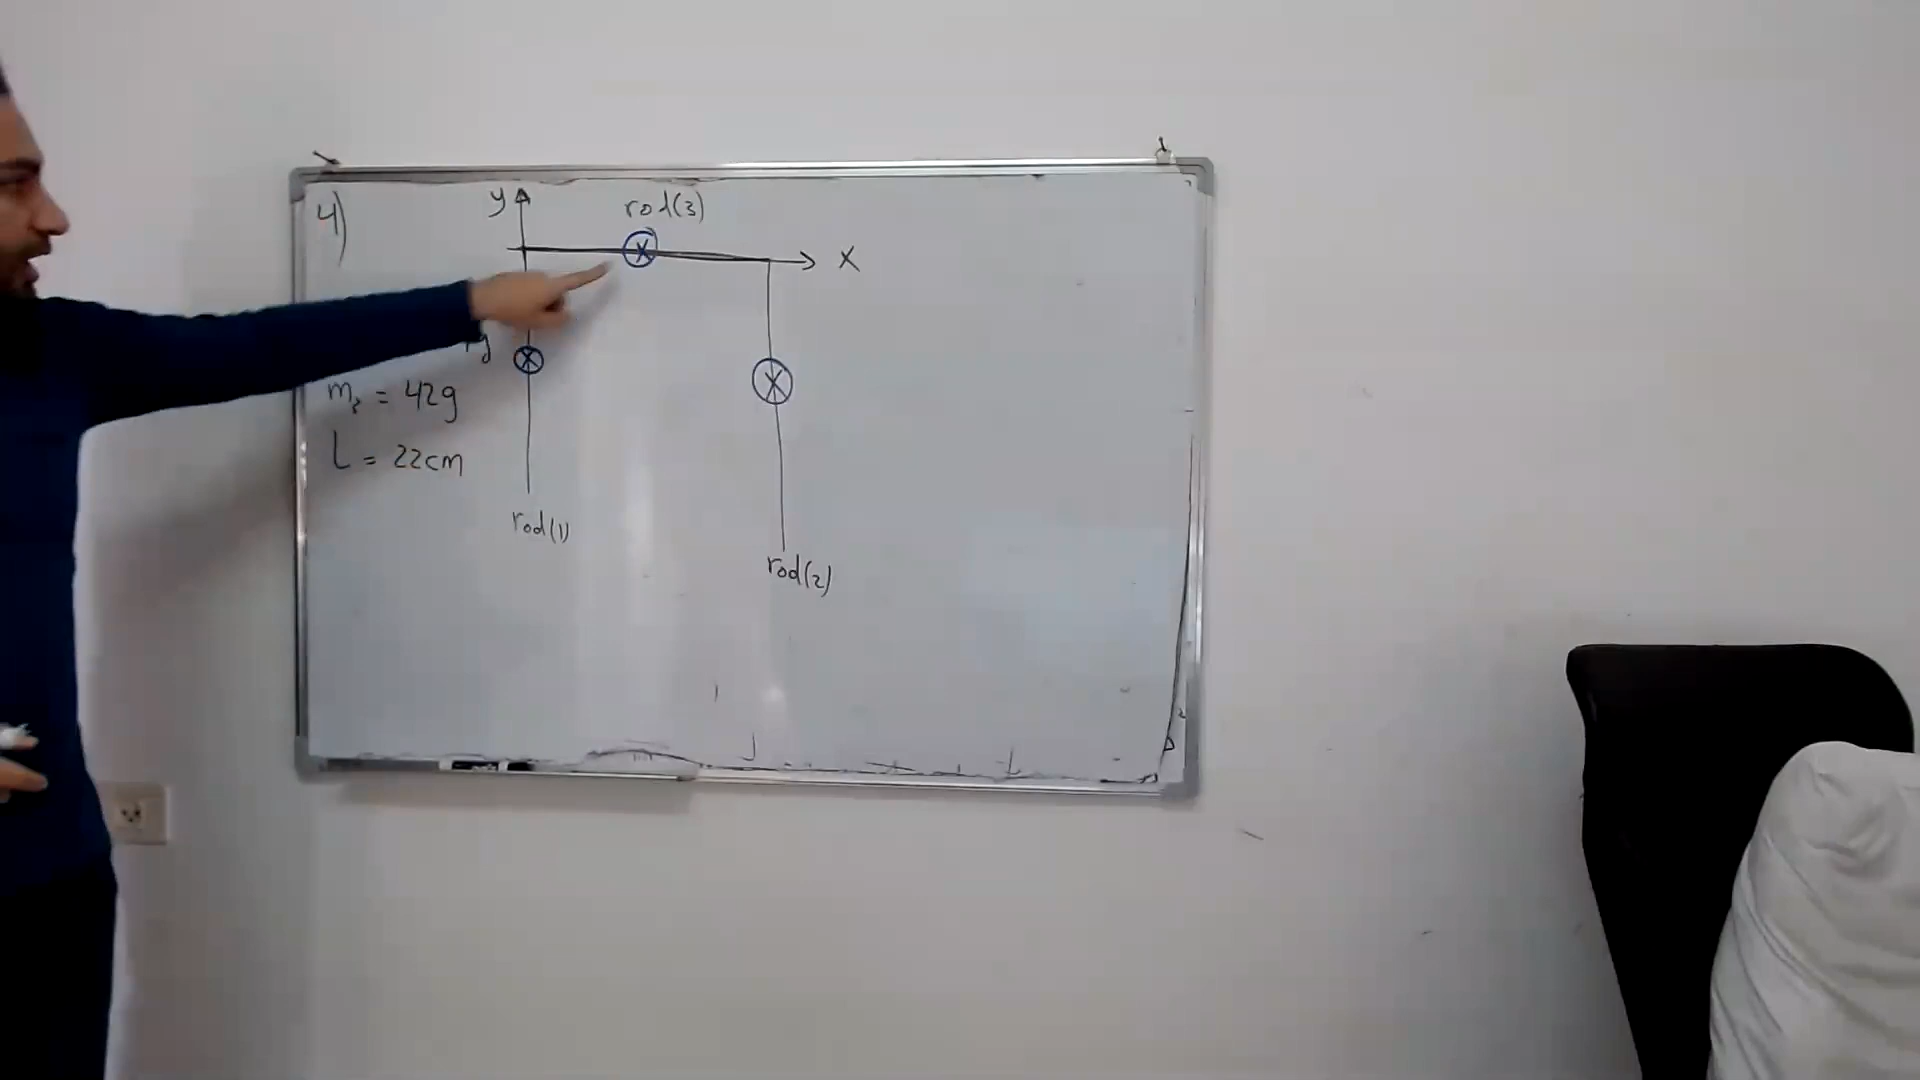 4)
y
rod(3)
x
m₂ = 42g
L = 22cm
rod(1)
rod(2)